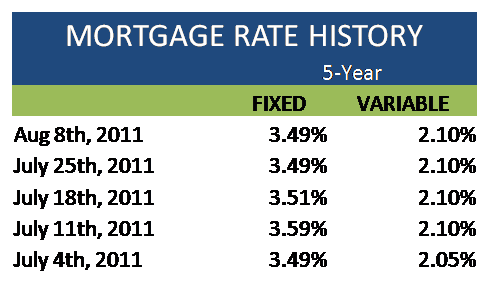 MORTGAGE RATE HISTORY
5-Year
FIXED VARIABLE
Aug 8th, 2011 3.49% 2.10%
July 25th, 2011 3.49% 2.10%
July 18th, 2011 3.51% 2.10%
July 11th, 2011 3.59% 2.10%
July 4th, 2011 3.49% 2.05%